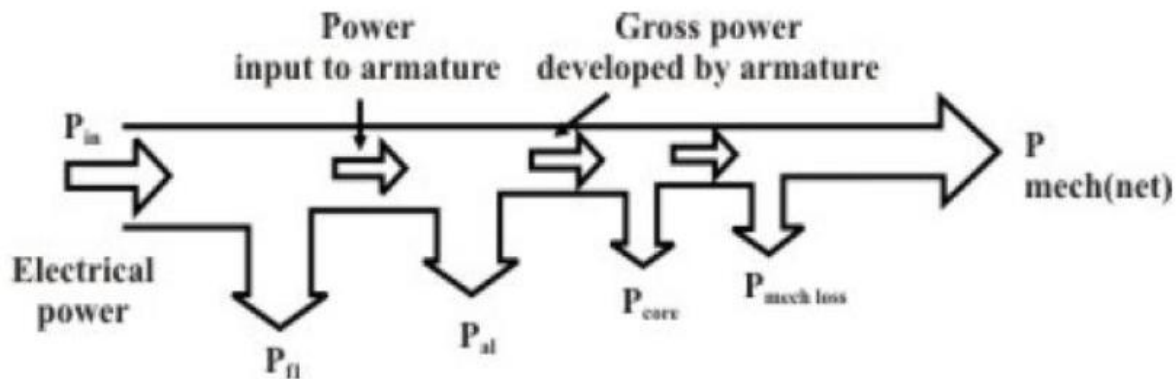 Power
input to armature
Gross power
developed by armature
P_in
P
mech(net)
Electrical
power
P_fl
P_al
P_core
P_mech loss